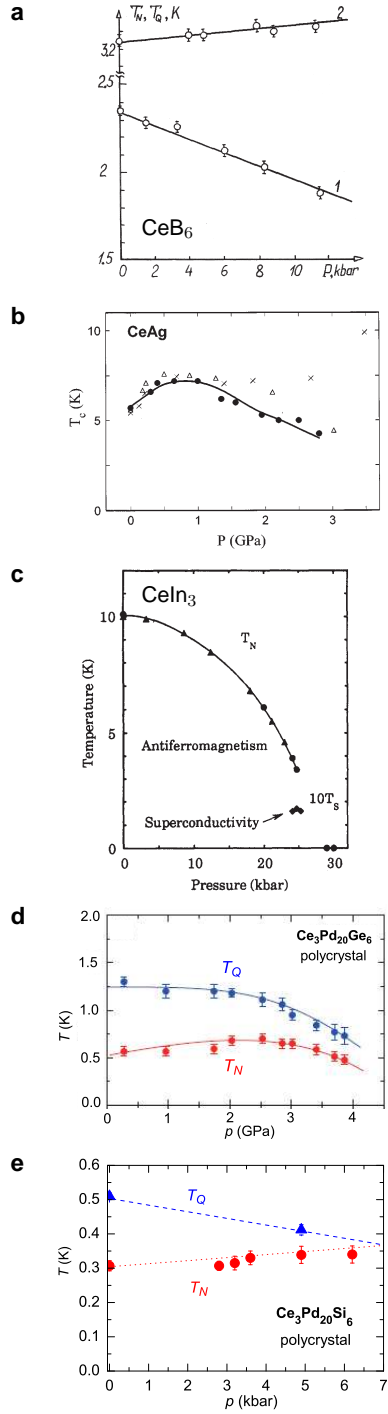 a
T_N, T_Q, K
2
3.2
2.5
2
1
1.5
CeB₆
0 2 4 6 8 10 P, kbar
b
CeAg
10
5
0
T_c (K)
0 1 2 3
P (GPa)
c
CeIn₃
10
5
0
Temperature (K)
T_N
Antiferromagnetism
10T_S
Superconductivity
0 10 20 30
Pressure (kbar)
d
2.0
1.5
1.0
0.5
0.0
T (K)
Ce₃Pd₂₀Ge₆
polycrystal
T_Q
T_N
0 1 2 3 4
p (GPa)
e
0.6
0.5
0.4
0.3
0.2
0.1
0.0
T (K)
T_Q
T_N
Ce₃Pd₂₀Si₆
polycrystal
0 1 2 3 4 5 6 7
p (kbar)